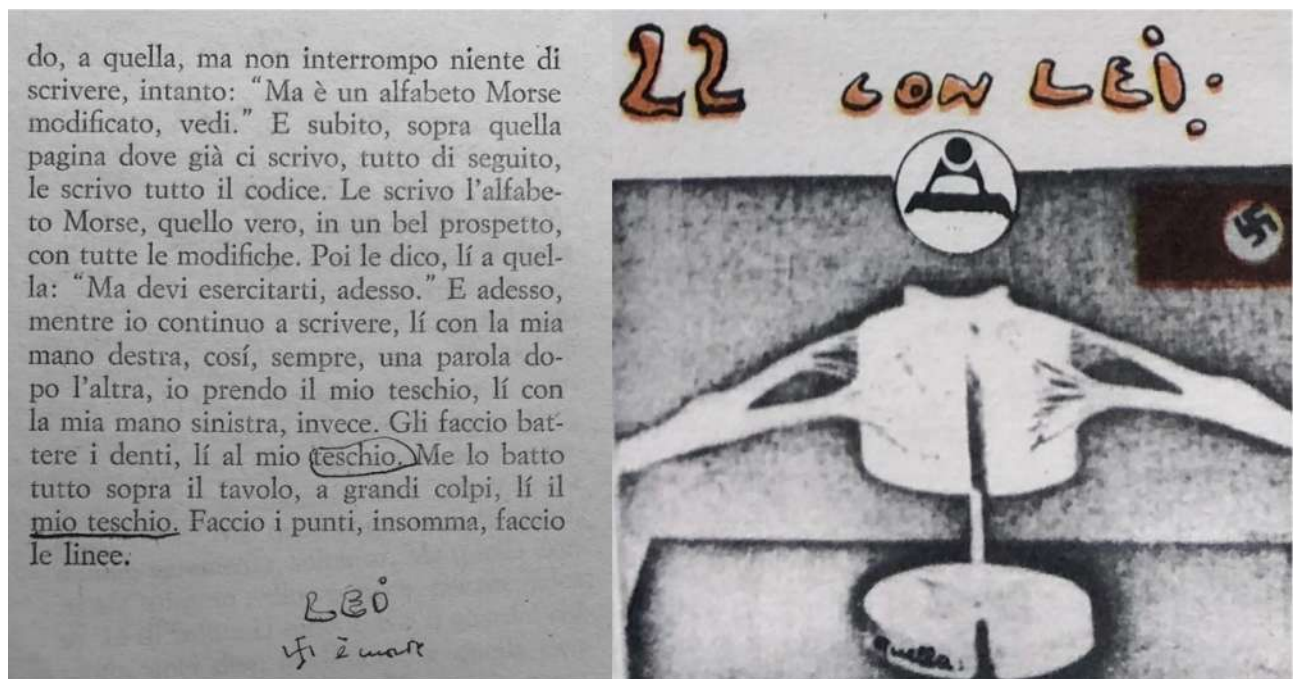 do, a quella, ma non interrompo niente di
scrivere, intanto: “Ma è un alfabeto Morse
modificato, vedi.” E subito, sopra quella
pagina dove già ci scrivo, tutto di seguito,
le scrivo tutto il codice. Le scrivo l’alfabe-
to Morse, quello vero, in un bel prospetto,
con tutte le modifiche. Poi le dico, lí a quel-
la: “Ma devi esercitarti, adesso.” E adesso,
mentre io continuo a scrivere, lí con la mia
mano destra, cosí, sempre, una parola do-
po l’altra, io prendo il mio teschio, lí con
la mia mano sinistra, invece. Gli faccio bat-
tere i denti, lí al mio teschio. Me lo batto
tutto sopra il tavolo, a grandi colpi, lí il
mio teschio. Faccio i punti, insomma, faccio
le linee.
LEI
è
22 CON LEI
quella